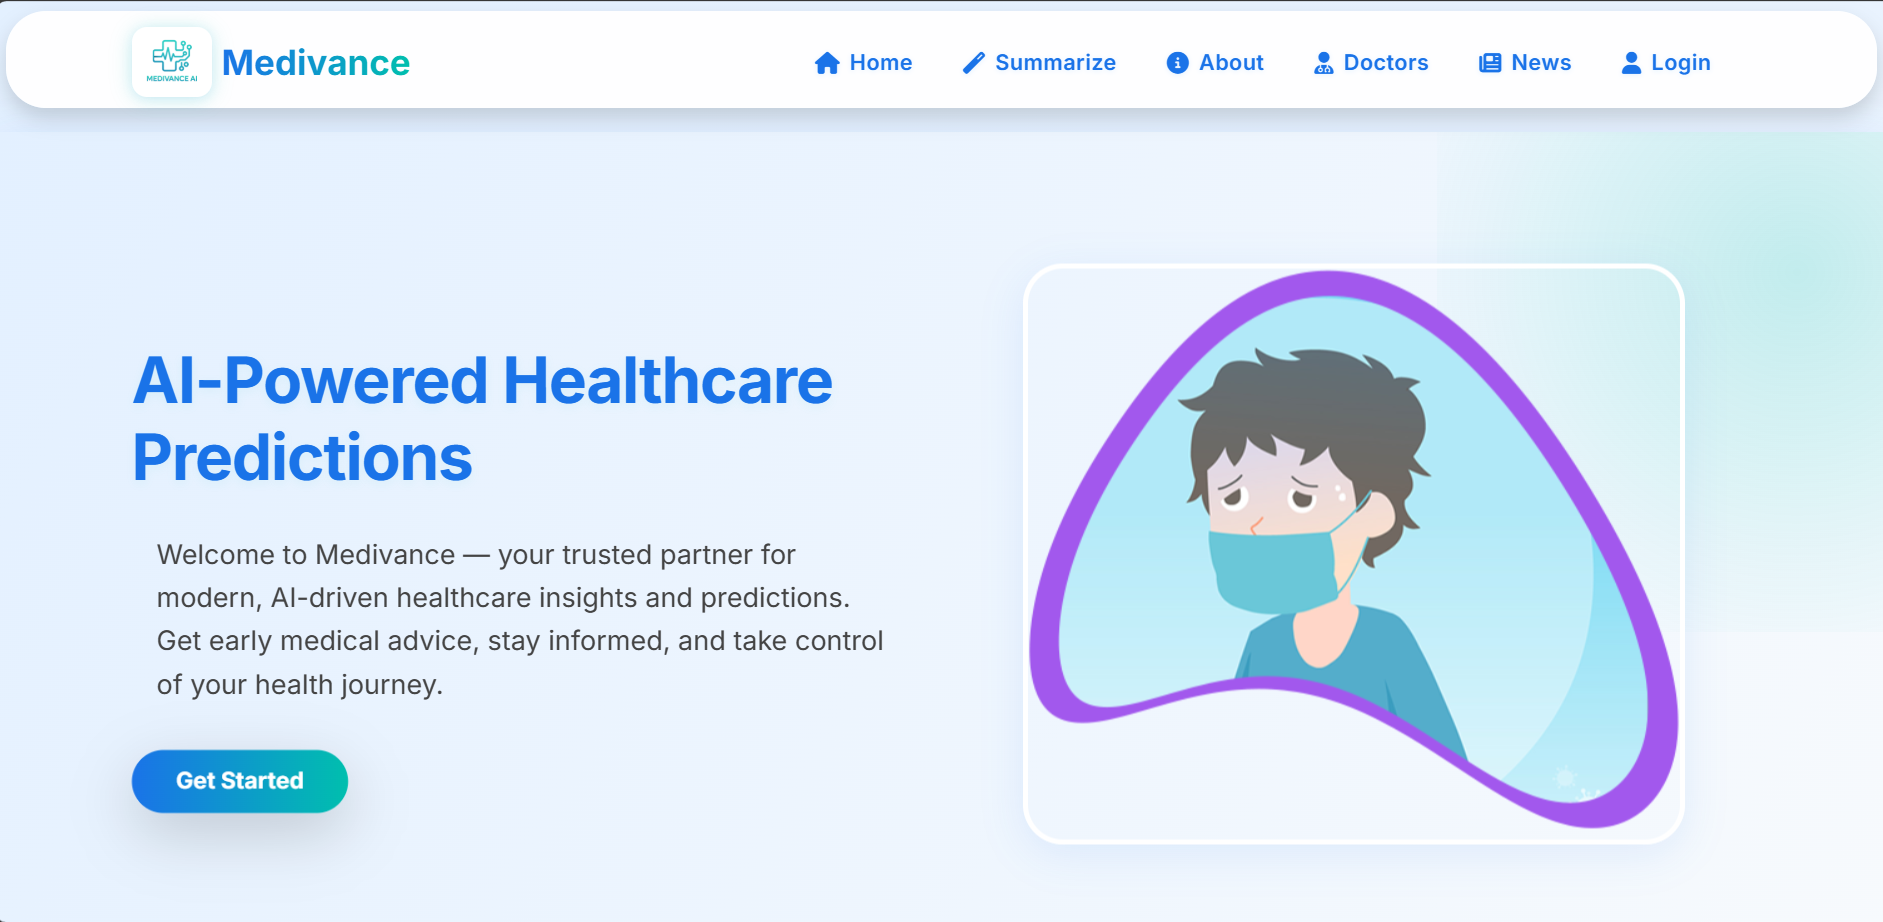 MEDIVANCE AI
Medivance
Home
Summarize
About
Doctors
News
Login
AI-Powered Healthcare
Predictions
Welcome to Medivance — your trusted partner for
modern, AI-driven healthcare insights and predictions.
Get early medical advice, stay informed, and take control
of your health journey.
Get Started